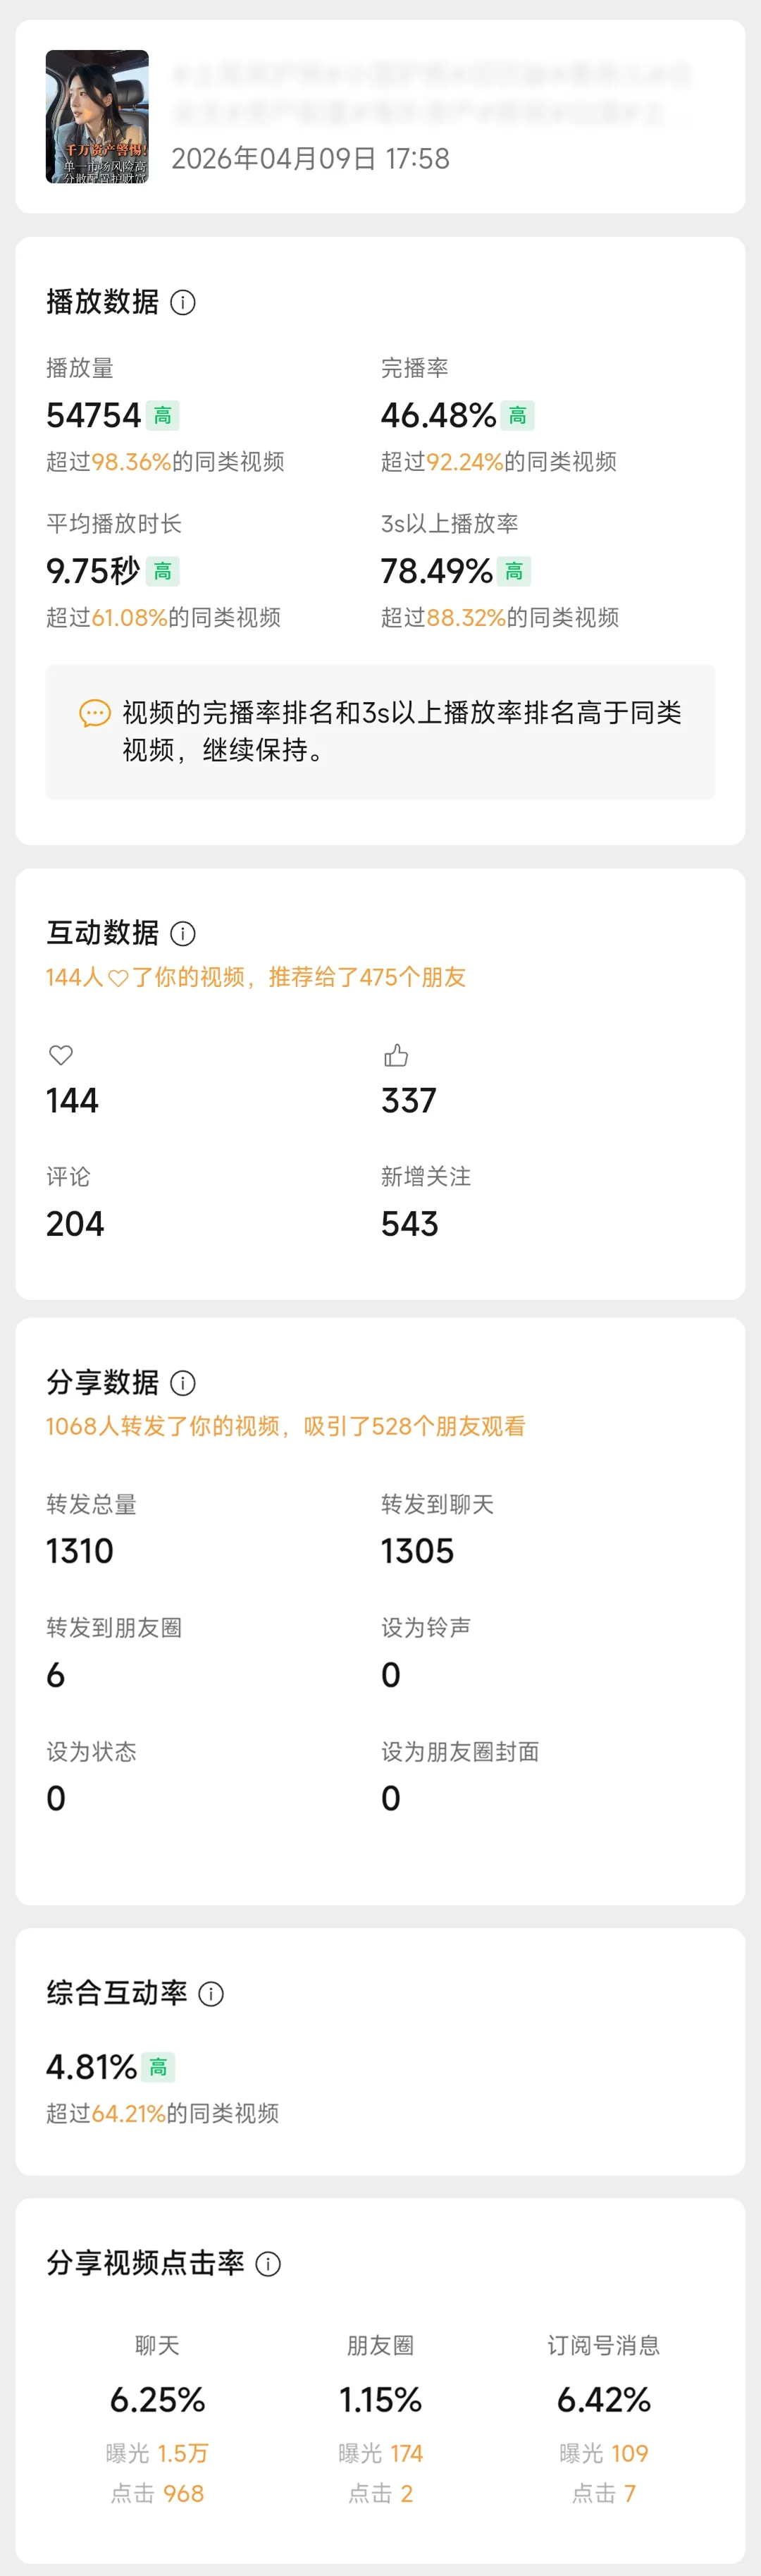 千万资产警惕!
单一市场风险高
分散配置护财富
2026年04月09日 17:58
播放数据
播放量
完播率
54754 高
46.48% 高
超过98.36%的同类视频
超过92.24%的同类视频
平均播放时长
3s以上播放率
9.75秒 高
78.49% 高
超过61.08%的同类视频
超过88.32%的同类视频
视频的完播率排名和3s以上播放率排名高于同类
视频，继续保持。
互动数据
144人♡了你的视频，推荐给了475个朋友
144
337
评论
新增关注
204
543
分享数据
1068人转发了你的视频，吸引了528个朋友观看
转发总量
转发到聊天
1310
1305
转发到朋友圈
设为铃声
6
0
设为状态
设为朋友圈封面
0
0
综合互动率
4.81% 高
超过64.21%的同类视频
分享视频点击率
聊天
朋友圈
订阅号消息
6.25%
1.15%
6.42%
曝光 1.5万
曝光 174
曝光 109
点击 968
点击 2
点击 7